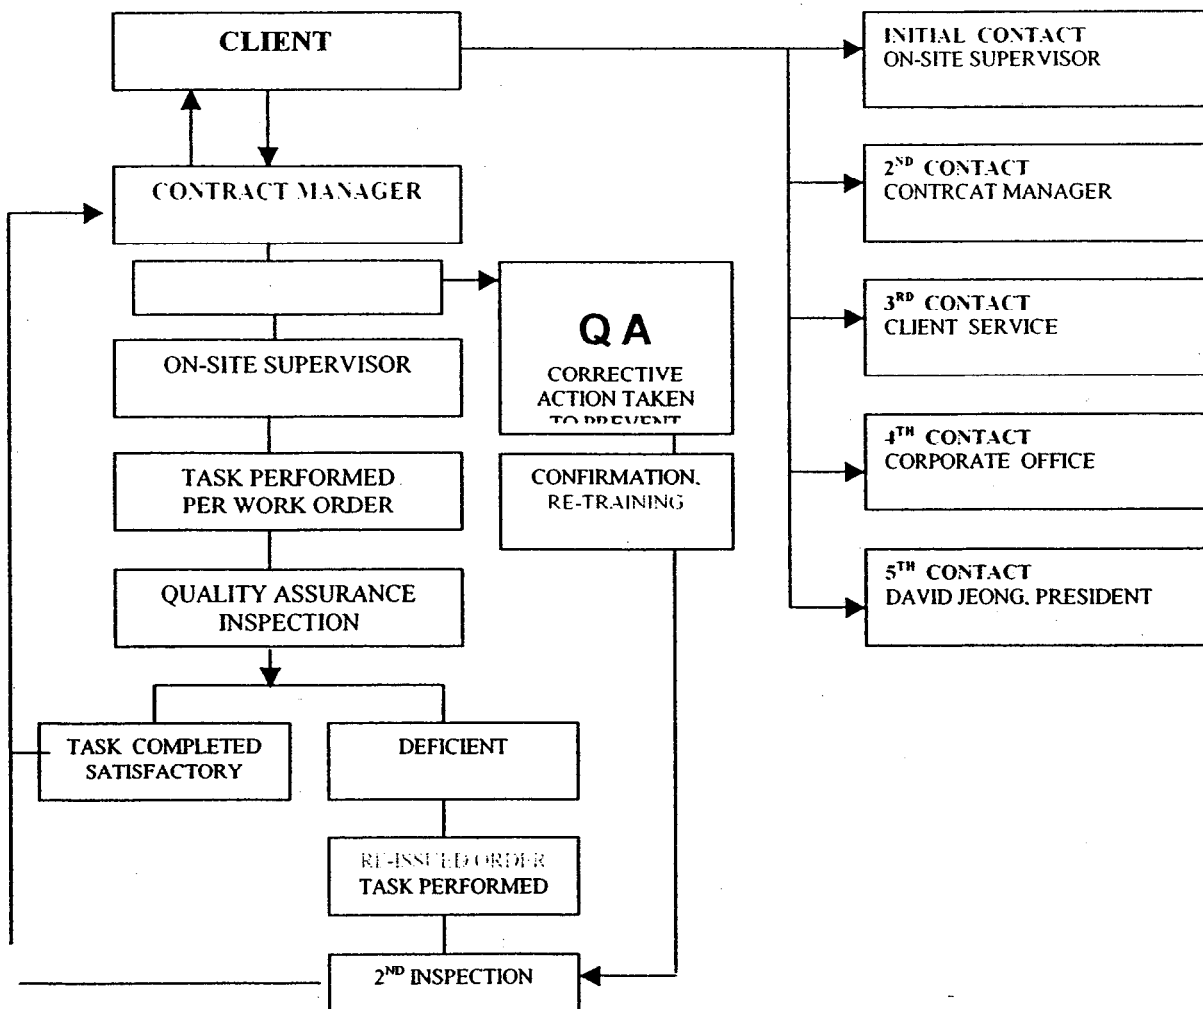 CLIENT
CONTRACT MANAGER
ON-SITE SUPERVISOR
TASK PERFORMED
PER WORK ORDER
QUALITY ASSURANCE
INSPECTION
TASK COMPLETED
SATISFACTORY
DEFICIENT
RE-ISSUED ORDER
TASK PERFORMED
2ND INSPECTION
Q A
CORRECTIVE
ACTION TAKEN
TO PREVENT
CONFIRMATION.
RE-TRAINING
INITIAL CONTACT
ON-SITE SUPERVISOR
2ND CONTACT
CONTRCAT MANAGER
3RD CONTACT
CLIENT SERVICE
4TH CONTACT
CORPORATE OFFICE
5TH CONTACT
DAVID JEONG. PRESIDENT